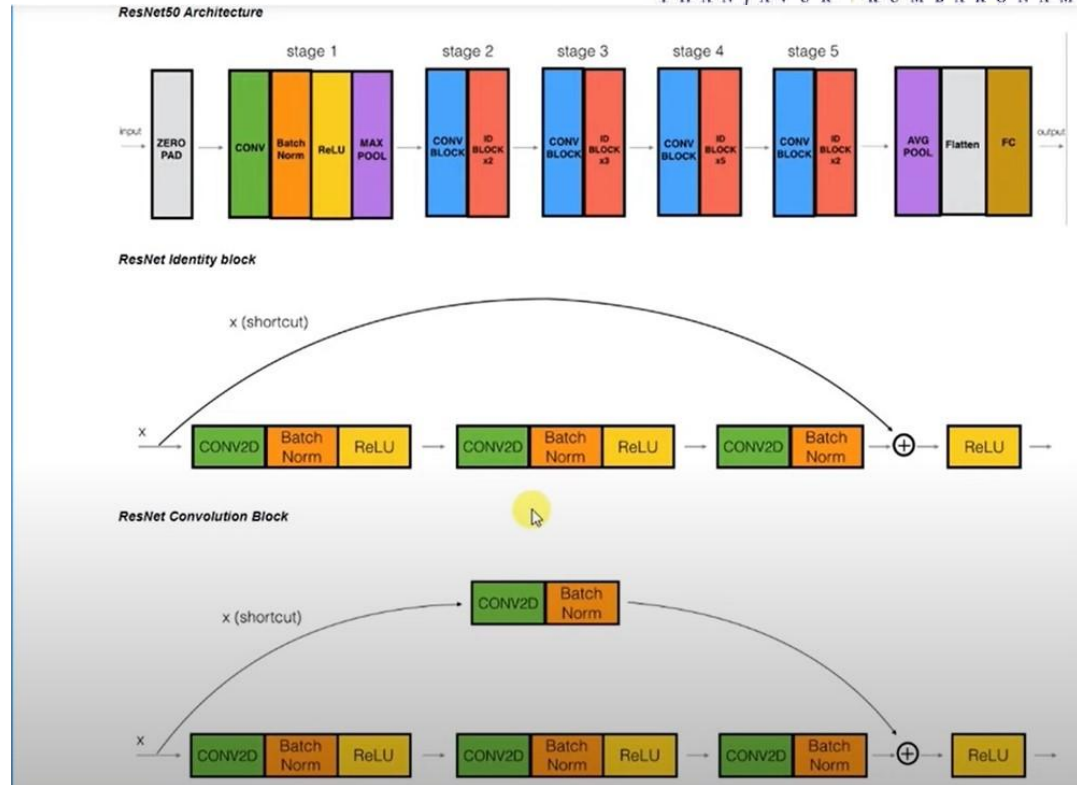 THANJAVUR KUMBAKONAM
ResNet50 Architecture
stage 1
stage 2
stage 3
stage 4
stage 5
input
ZERO
PAD
CONV
Batch
Norm
ReLU
MAX
POOL
CONV
BLOCK
ID
BLOCK
x2
CONV
BLOCK
ID
BLOCK
x3
CONV
BLOCK
ID
BLOCK
x5
CONV
BLOCK
ID
BLOCK
x2
AVG
POOL
Flatten
FC
output
ResNet Identity block
x (shortcut)
x
CONV2D
Batch
Norm
ReLU
CONV2D
Batch
Norm
ReLU
CONV2D
Batch
Norm
+
ReLU
ResNet Convolution Block
x (shortcut)
CONV2D
Batch
Norm
x
CONV2D
Batch
Norm
ReLU
CONV2D
Batch
Norm
ReLU
CONV2D
Batch
Norm
+
ReLU